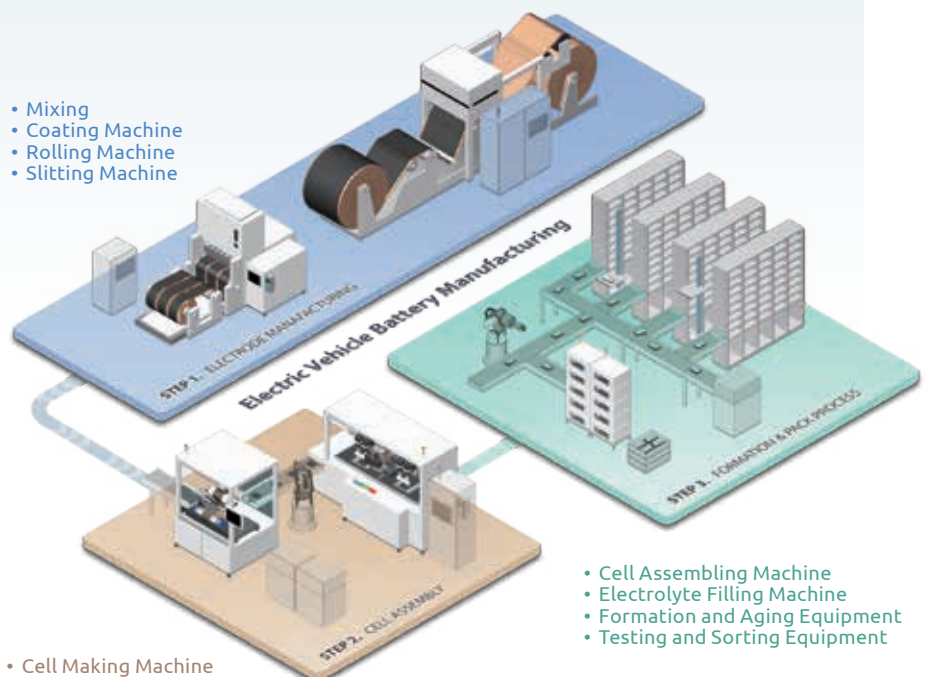 • Mixing
• Coating Machine
• Rolling Machine
• Slitting Machine
STEP 1. ELECTRODE MANAFACTURING
Electric Vehicle Battery Manufacturing
STEP 3. FORMATION & PACK PROCESS
STEP 2. CELL ASSEMBLY
• Cell Assembling Machine
• Electrolyte Filling Machine
• Formation and Aging Equipment
• Testing and Sorting Equipment
• Cell Making Machine